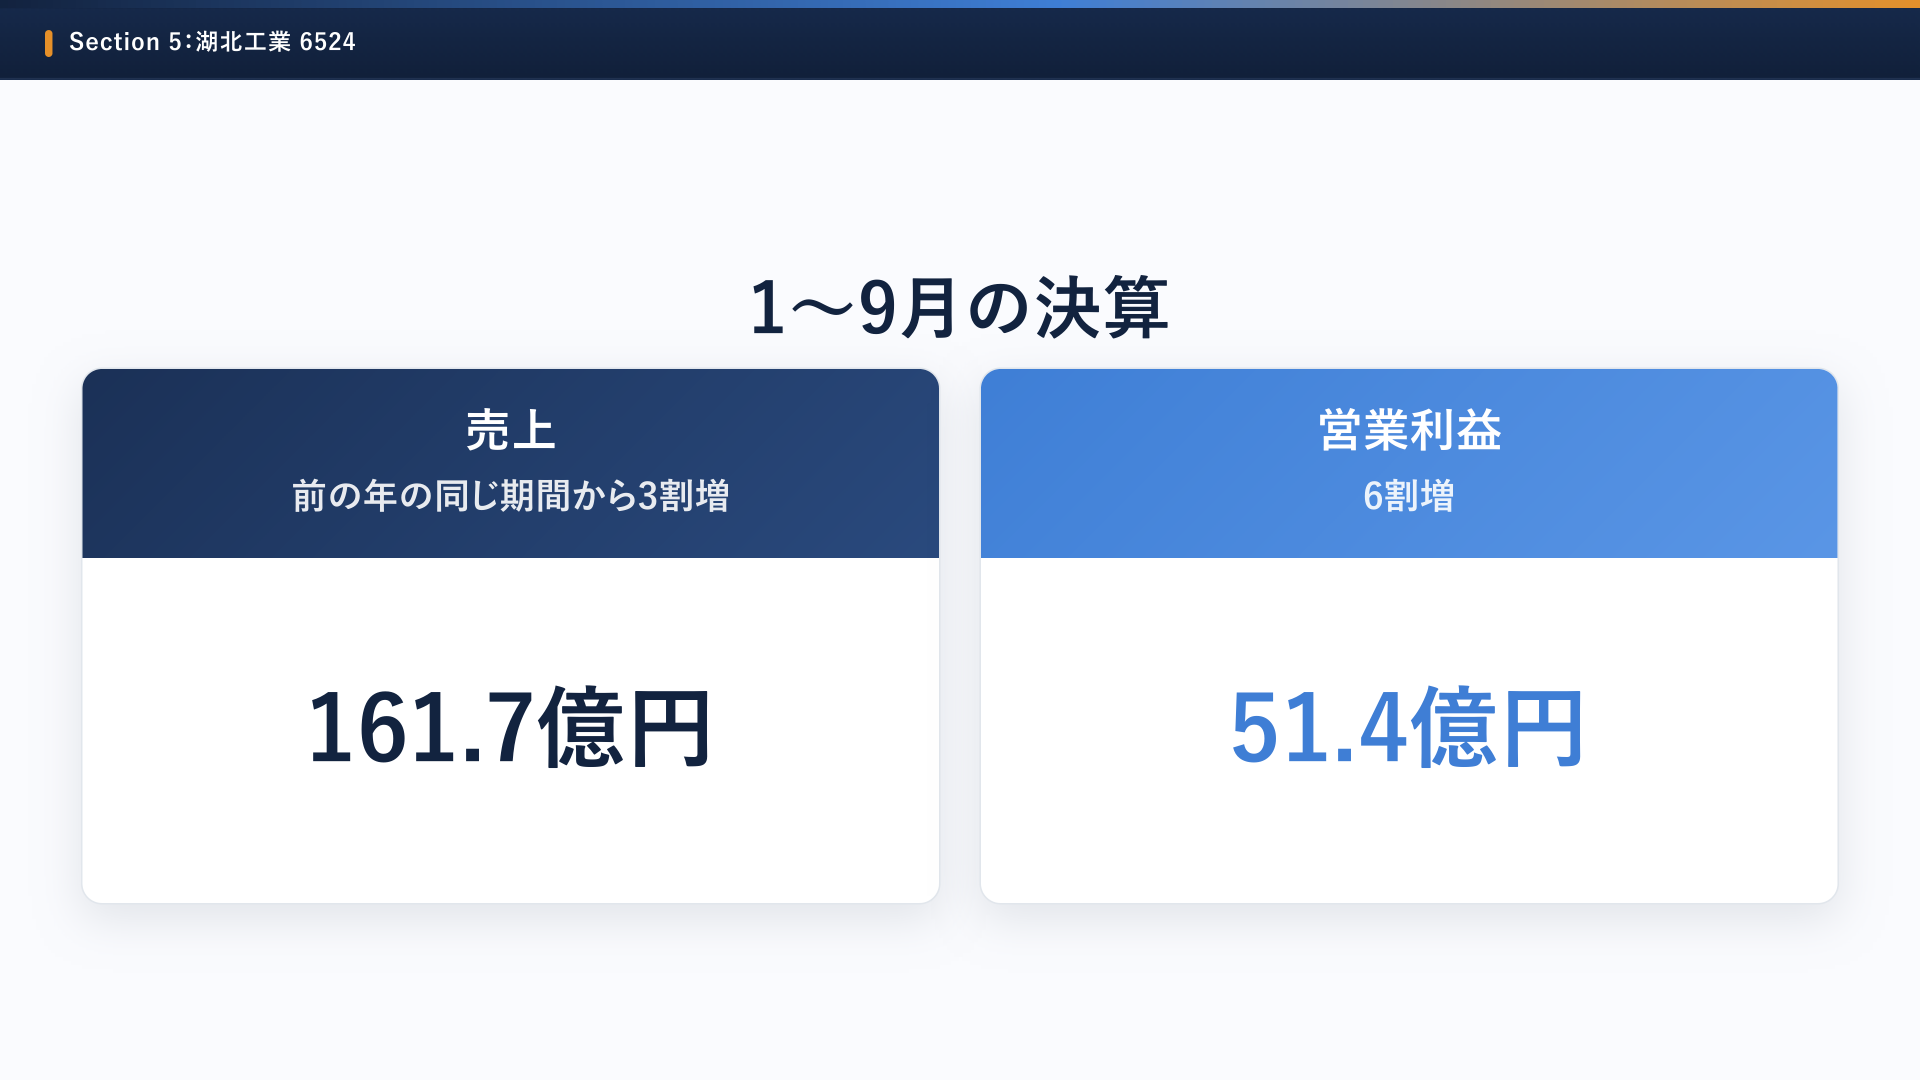 Section 5：湖北工業 6524
1〜9月の決算
売上
前の年の同じ期間から3割増
161.7億円
営業利益
6割増
51.4億円